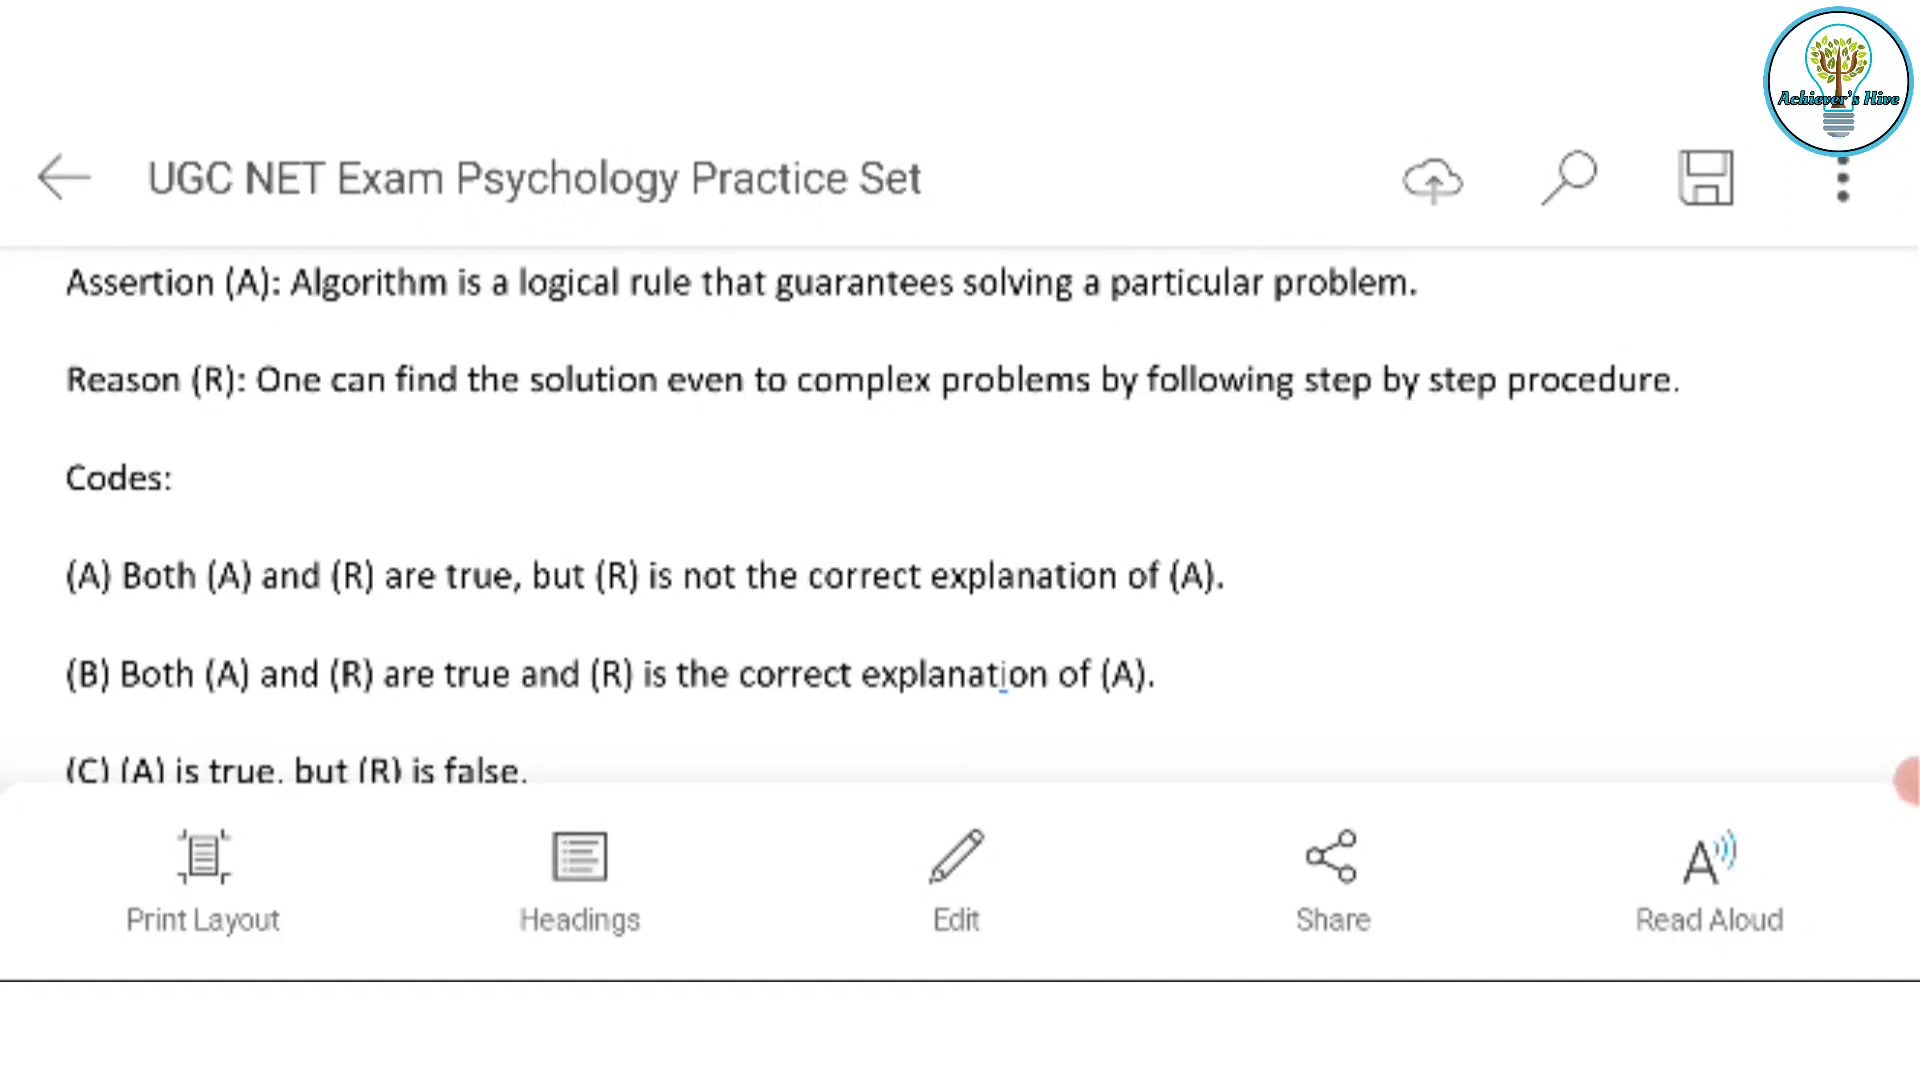 Achiever's Hive
UGC NET Exam Psychology Practice Set
Assertion (A): Algorithm is a logical rule that guarantees solving a particular problem.
Reason (R): One can find the solution even to complex problems by following step by step procedure.
Codes:
(A) Both (A) and (R) are true, but (R) is not the correct explanation of (A).
(B) Both (A) and (R) are true and (R) is the correct explanation of (A).
(C) (A) is true, but (R) is false.
Print Layout
Headings
Edit
Share
Read Aloud